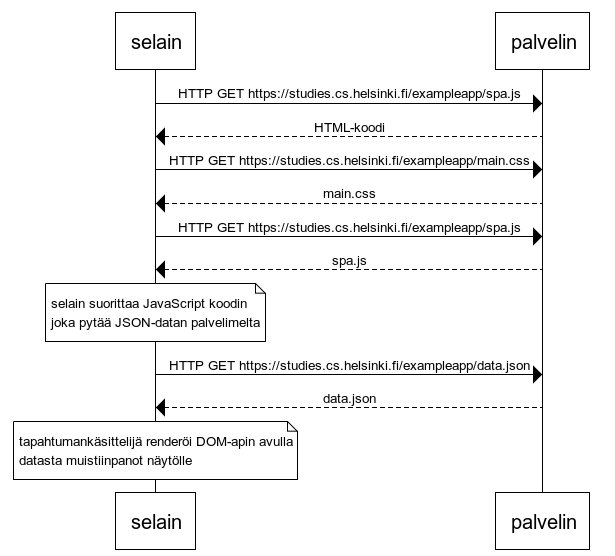 selain palvelin
HTTP GET https://studies.cs.helsinki.fi/exampleapp/spa.js
HTML-koodi
HTTP GET https://studies.cs.helsinki.fi/exampleapp/main.css
main.css
HTTP GET https://studies.cs.helsinki.fi/exampleapp/spa.js
spa.js
selain suorittaa JavaScript koodin
joka pytää JSON-datan palvelimelta
HTTP GET https://studies.cs.helsinki.fi/exampleapp/data.json
data.json
tapahtumankäsittelijä renderöi DOM-apin avulla
datasta muistiinpanot näytölle
selain palvelin